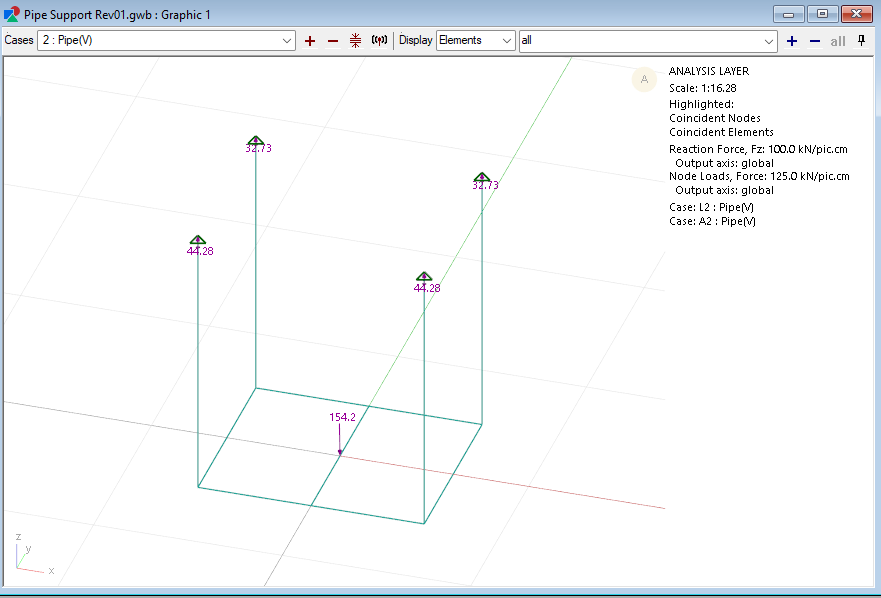 Pipe Support Rev01.gwb : Graphic 1
Cases 2 : Pipe(V) Display Elements all all
A
ANALYSIS LAYER
Scale: 1:16.28
Highlighted:
Coincident Nodes
Coincident Elements
Reaction Force, Fz: 100.0 kN/pic.cm
Output axis: global
Node Loads, Force: 125.0 kN/pic.cm
Output axis: global
Case: L2 : Pipe(V)
Case: A2 : Pipe(V)
32.73
32.73
44.28
44.28
154.2
z
y
x